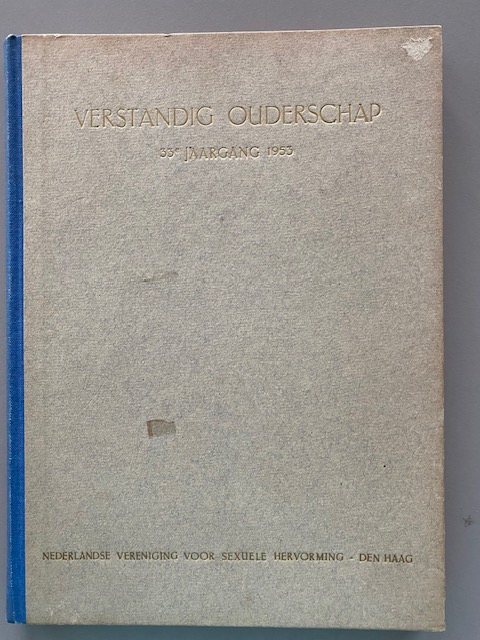 VERSTANDIG OUDERSCHAP
33e JAARGANG 1953
NEDERLANDSE VERENIGING VOOR SEXUELE HERVORMING - DEN HAAG